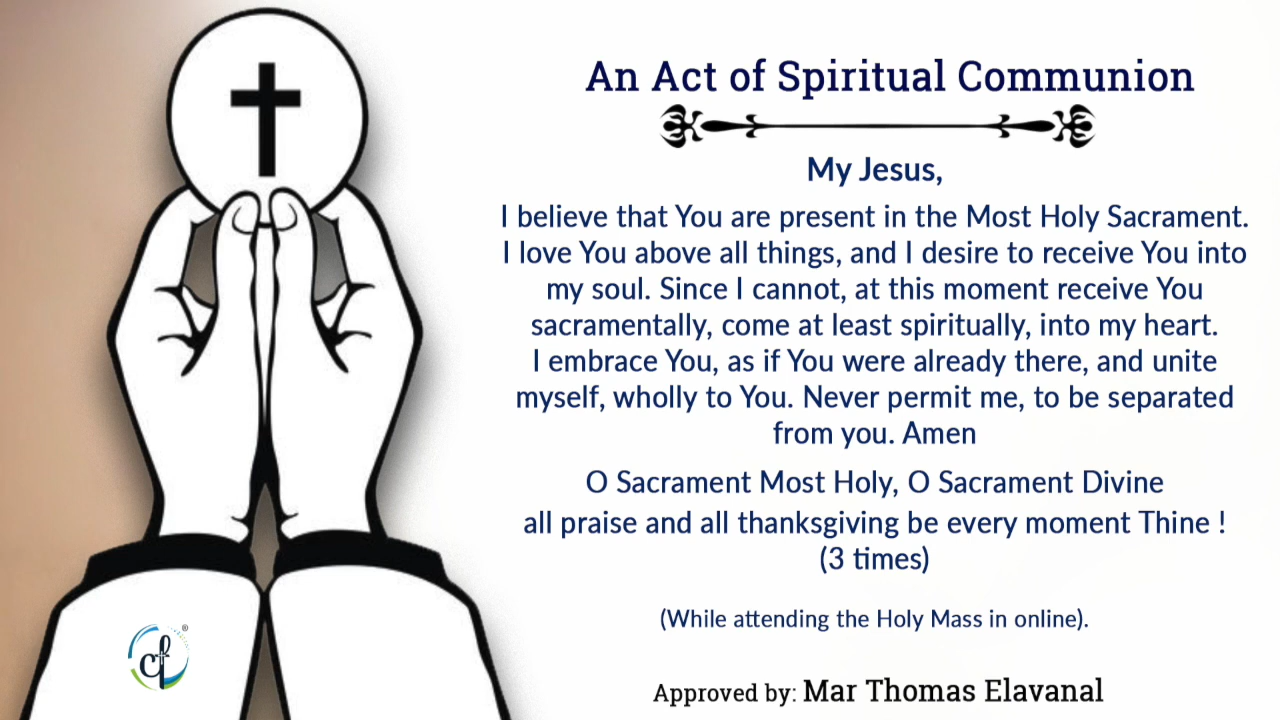 An Act of Spiritual Communion
My Jesus,
I believe that You are present in the Most Holy Sacrament.
I love You above all things, and I desire to receive You into
my soul. Since I cannot, at this moment receive You
sacramentally, come at least spiritually, into my heart.
I embrace You, as if You were already there, and unite
myself, wholly to You. Never permit me, to be separated
from you. Amen
O Sacrament Most Holy, O Sacrament Divine
all praise and all thanksgiving be every moment Thine !
(3 times)
(While attending the Holy Mass in online).
Approved by: Mar Thomas Elavanal
cf ®